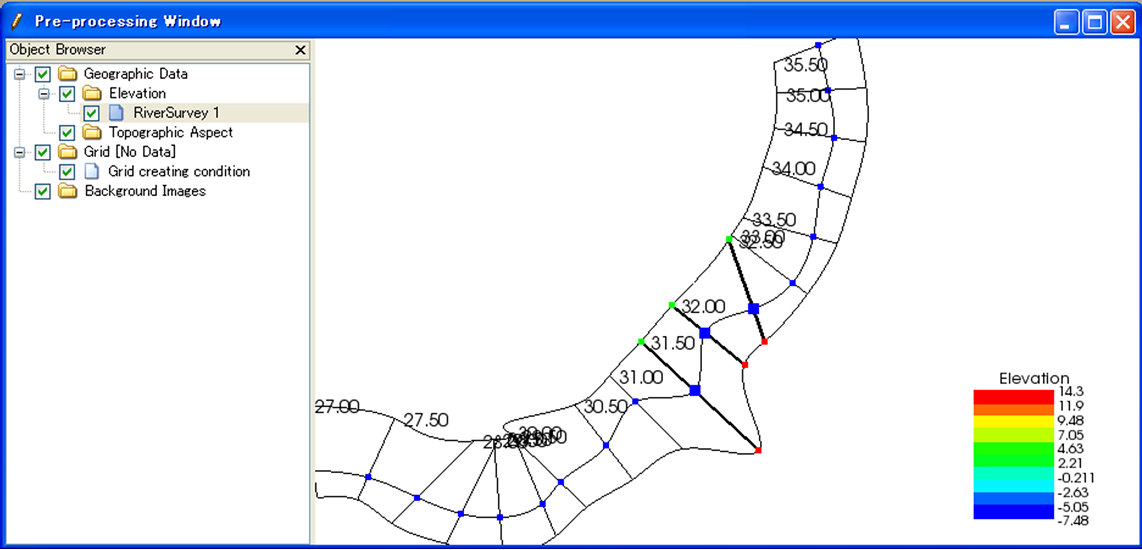 Pre-processing Window
Object Browser
Geographic Data
Elevation
RiverSurvey 1
Topographic Aspect
Grid [No Data]
Grid creating condition
Background Images
35.50
35.00
34.50
34.00
33.50
33.00
32.50
32.00
31.50
31.00
30.50
27.00
27.50
Elevation
14.3
11.9
9.48
7.05
4.63
2.21
-0.211
-2.63
-5.05
-7.48